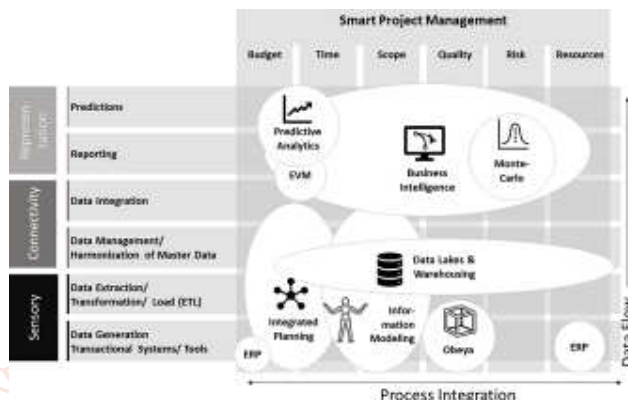 Smart Project Management
Budget Time Scope Quality Risk Resources
Represen-
tation
Predictions
Reporting
Connectivity
Data Integration
Data Management/
Harmonization of Master Data
Sensory
Data Extraction/
Transformation/ Load (ETL)
Data Generation
Transactional Systems/ Tools
Predictive
Analytics
EVM
Business
Intelligence
Monte-
Carlo
Data Lakes &
Warehousing
Integrated
Planning
Infor-
mation
Modeling
Obeya
ERP
ERP
Data Flow
Process Integration